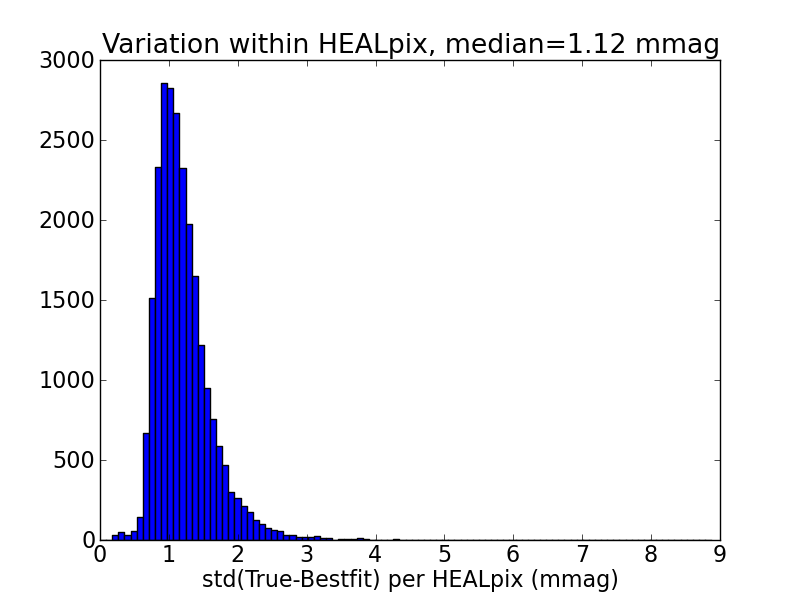 Variation within HEALpix, median=1.12 mmag
3000
2500
2000
1500
1000
500
0
0 1 2 3 4 5 6 7 8 9
std(True-Bestfit) per HEALpix (mmag)